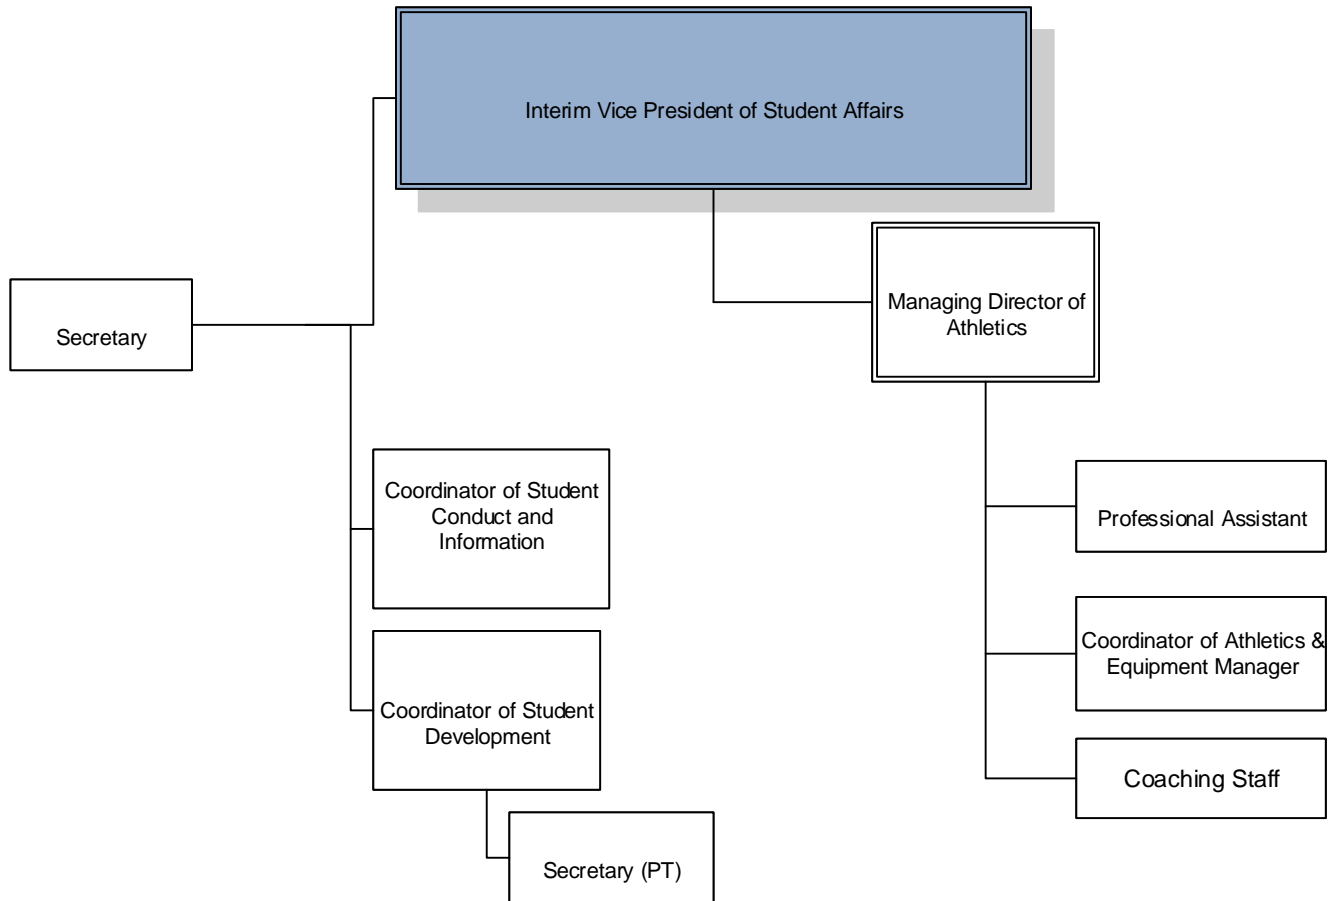 Interim Vice President of Student Affairs
Managing Director of
Athletics
Secretary
Coordinator of Student
Conduct and
Information
Professional Assistant
Coordinator of Athletics &
Equipment Manager
Coordinator of Student
Development
Coaching Staff
Secretary (PT)